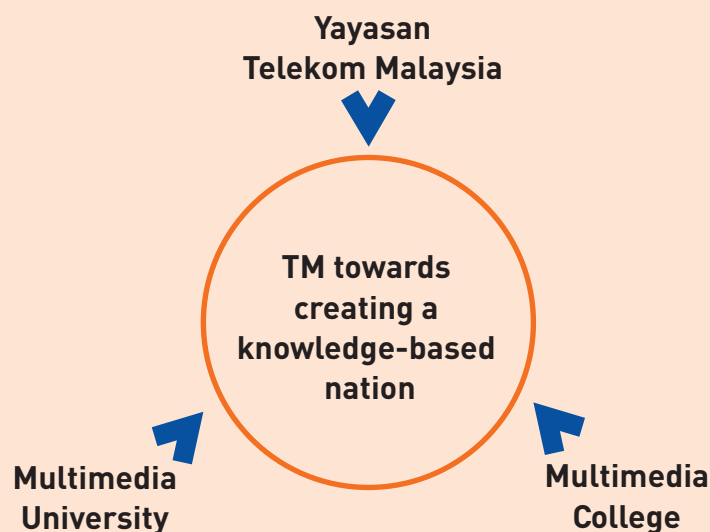 Yayasan
Telekom Malaysia
TM towards
creating a
knowledge-based
nation
Multimedia
University
Multimedia
College